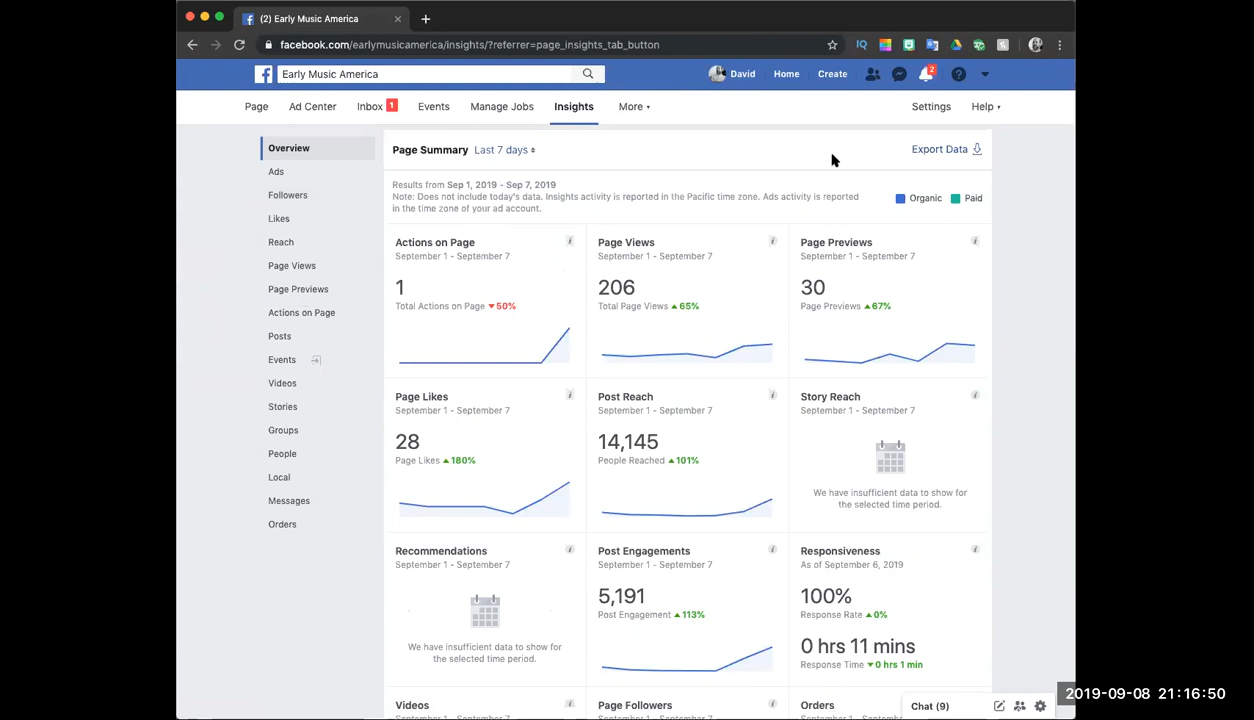 (2) Early Music America
facebook.com/earlymusicamerica/insights/?referrer=page_insights_tab_button
Early Music America
David
Home
Create
2
Page
Ad Center
Inbox
1
Events
Manage Jobs
Insights
More
Settings
Help
Overview
Ads
Followers
Likes
Reach
Page Views
Page Previews
Actions on Page
Posts
Events
Videos
Stories
Groups
People
Local
Messages
Orders
Page Summary Last 7 days
Export Data
Results from Sep 1, 2019 - Sep 7, 2019
Note: Does not include today's data. Insights activity is reported in the Pacific time zone. Ads activity is reported
in the time zone of your ad account.
Organic
Paid
Actions on Page
September 1 - September 7
1
Total Actions on Page 50%
Page Views
September 1 - September 7
206
Total Page Views 65%
Page Previews
September 1 - September 7
30
Page Previews 67%
Page Likes
September 1 - September 7
28
Page Likes 180%
Post Reach
September 1 - September 7
14,145
People Reached 101%
Story Reach
September 1 - September 7
We have insufficient data to show for
the selected time period.
Recommendations
September 1 - September 7
We have insufficient data to show for
the selected time period.
Post Engagements
September 1 - September 7
5,191
Post Engagement 113%
Responsiveness
As of September 6, 2019
100%
Response Rate 0%
0 hrs 11 mins
Response Time 0 hrs 1 min
Videos
Page Followers
Orders
Chat (9)
2019-09-08 21:16:50